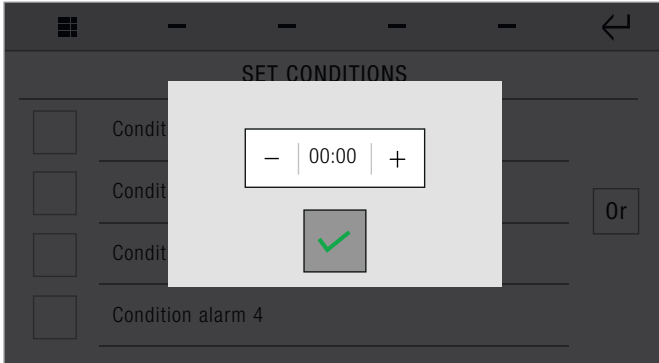 SET CONDITIONS
Condit
- 00:00 +
Condit
Or
Condit
Condition alarm 4